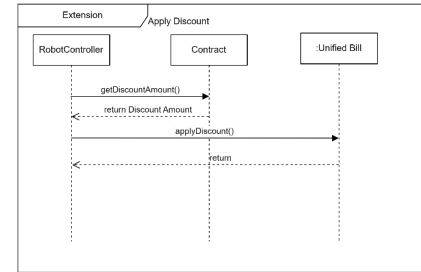 Extension
Apply Discount
RobotController
Contract
:Unified Bill
getDiscountAmount()
return Discount Amount
applyDiscount()
return